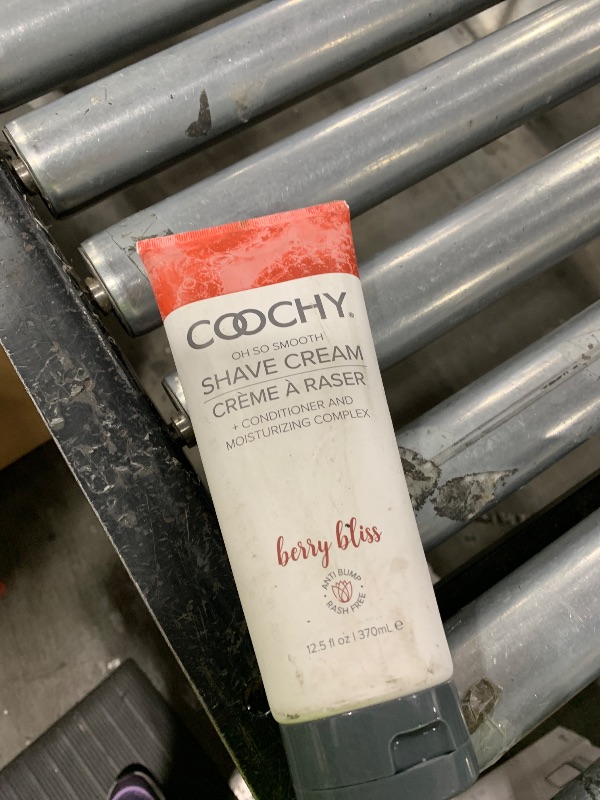 COOCHY®
OH SO SMOOTH
SHAVE CREAM
CRÈME À RASER
+ CONDITIONER AND
MOISTURIZING COMPLEX
berry bliss
ANTI BUMP
RASH FREE
12.5 fl oz | 370mL ℮